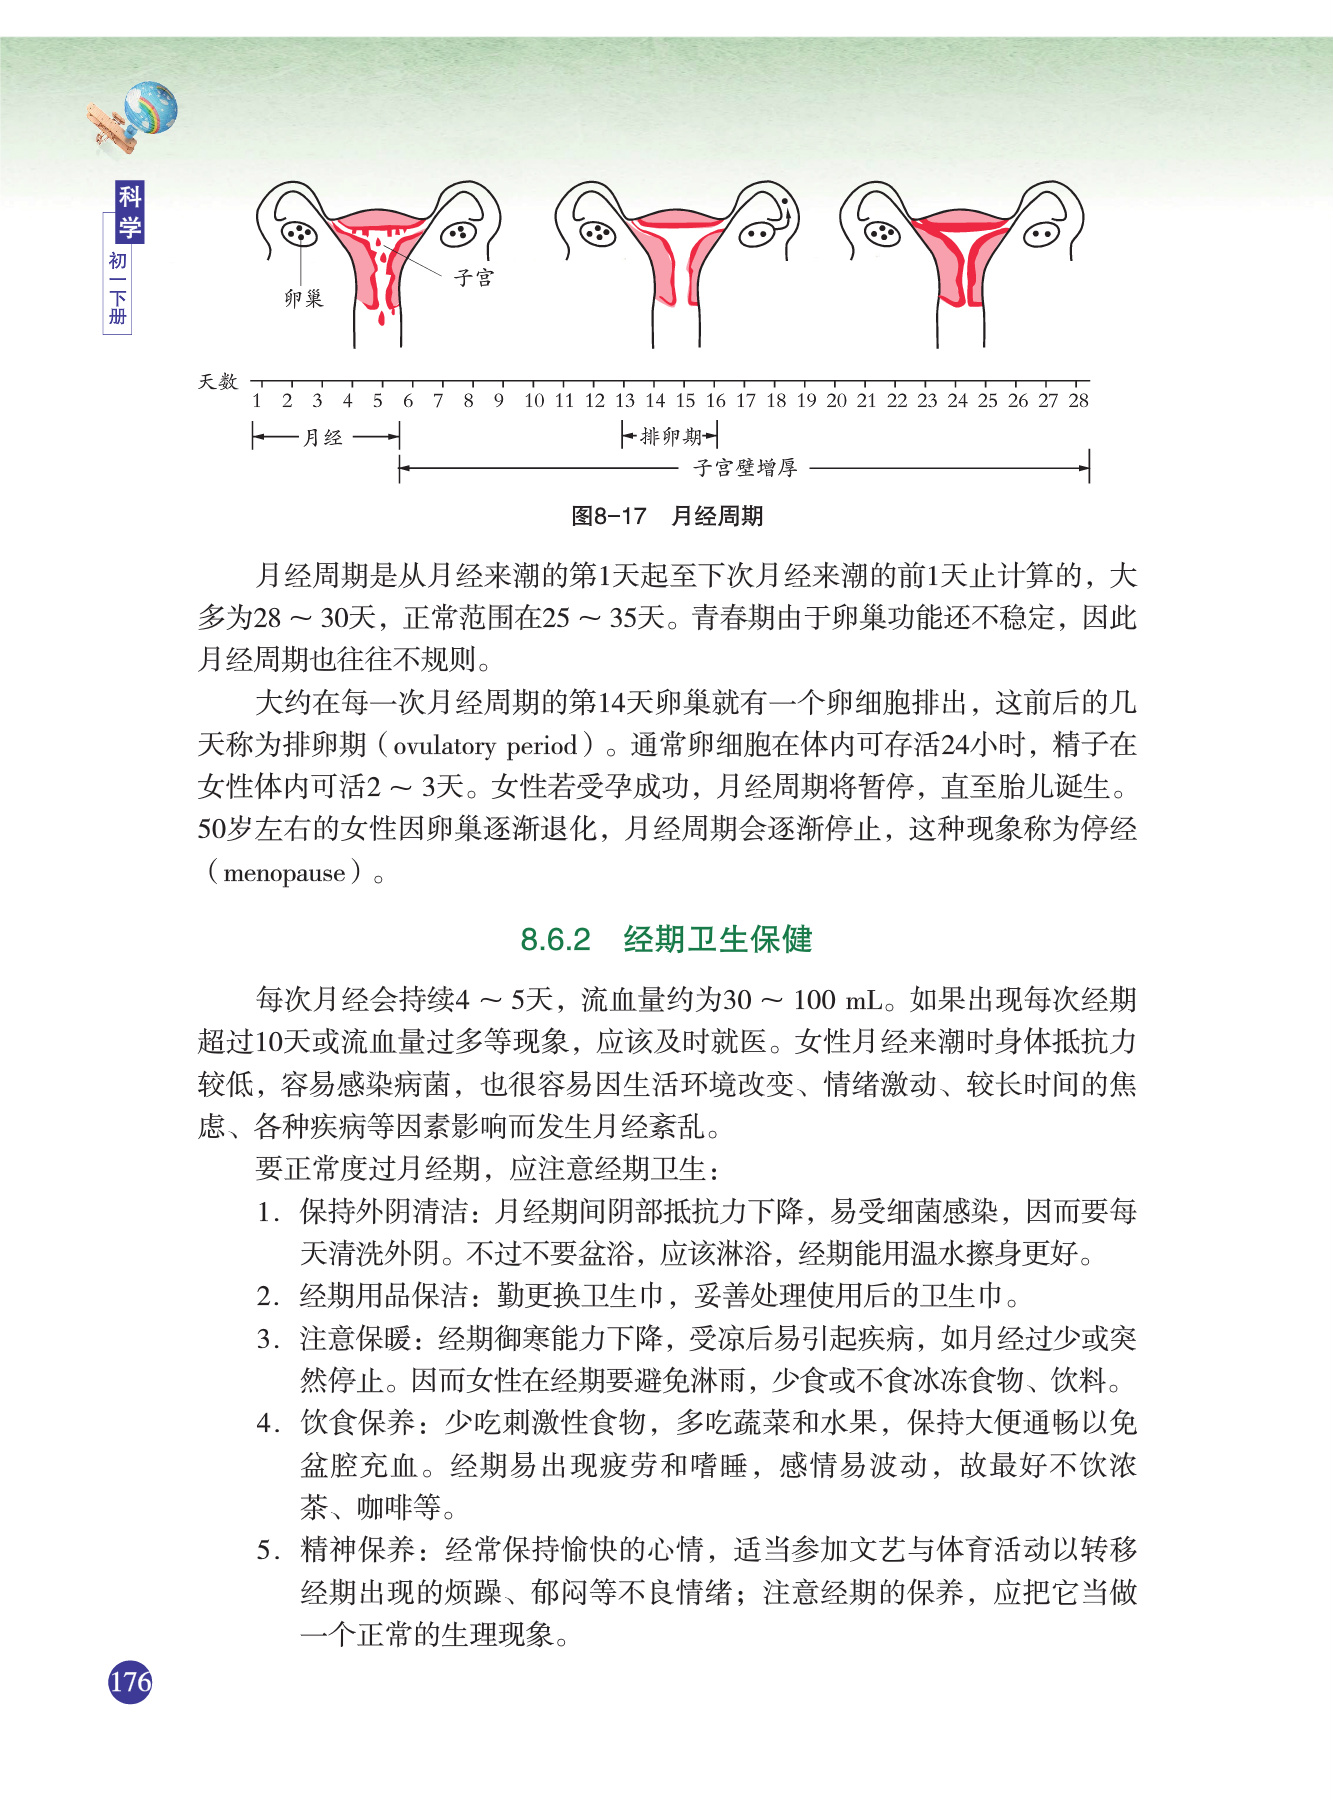 科学
初一下册
卵巢
子宫
天数 1 2 3 4 5 6 7 8 9 10 11 12 13 14 15 16 17 18 19 20 21 22 23 24 25 26 27 28
月经
排卵期
子宫壁增厚
图8-17 月经周期
月经周期是从月经来潮的第1天起至下次月经来潮的前1天止计算的，大
多为28 ～ 30天，正常范围在25 ～ 35天。青春期由于卵巢功能还不稳定，因此
月经周期也往往不规则。
大约在每一次月经周期的第14天卵巢就有一个卵细胞排出，这前后的几
天称为排卵期（ovulatory period）。通常卵细胞在体内可存活24小时，精子在
女性体内可活2 ～ 3天。女性若受孕成功，月经周期将暂停，直至胎儿诞生。
50岁左右的女性因卵巢逐渐退化，月经周期会逐渐停止，这种现象称为停经
（menopause）。
8.6.2 经期卫生保健
每次月经会持续4 ～ 5天，流血量约为30 ～ 100 mL。如果出现每次经期
超过10天或流血量过多等现象，应该及时就医。女性月经来潮时身体抵抗力
较低，容易感染病菌，也很容易因生活环境改变、情绪激动、较长时间的焦
虑、各种疾病等因素影响而发生月经紊乱。
要正常度过月经期，应注意经期卫生：
1. 保持外阴清洁：月经期间阴部抵抗力下降，易受细菌感染，因而要每
天清洗外阴。不过不要盆浴，应该淋浴，经期能用温水擦身更好。
2. 经期用品保洁：勤更换卫生巾，妥善处理使用后的卫生巾。
3. 注意保暖：经期御寒能力下降，受凉后易引起疾病，如月经过少或突
然停止。因而女性在经期要避免淋雨，少食或不食冰冻食物、饮料。
4. 饮食保养：少吃刺激性食物，多吃蔬菜和水果，保持大便通畅以免
盆腔充血。经期易出现疲劳和嗜睡，感情易波动，故最好不饮浓
茶、咖啡等。
5. 精神保养：经常保持愉快的心情，适当参加文艺与体育活动以转移
经期出现的烦躁、郁闷等不良情绪；注意经期的保养，应把它当做
一个正常的生理现象。
176